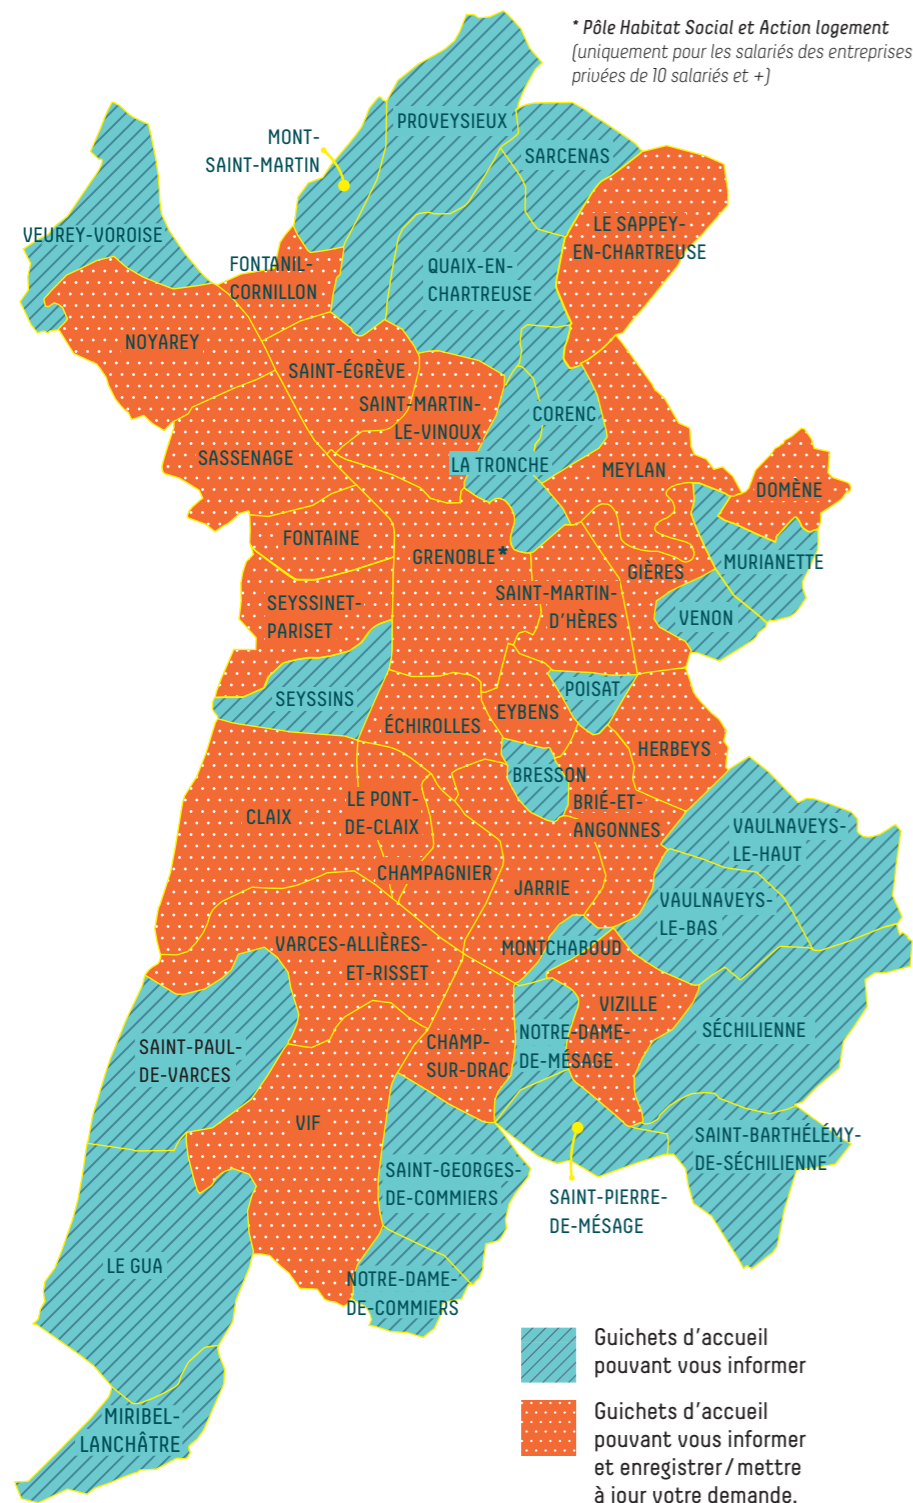 * Pôle Habitat Social et Action logement
(uniquement pour les salariés des entreprises
privées de 10 salariés et +)
PROVEYSIEUX
MONT-
SAINT-MARTIN
SARCENAS
VEUREY-VOROISE
LE SAPPEY-
EN-CHARTREUSE
FONTANIL-
CORNILLON
QUAIX-EN-
CHARTREUSE
NOYAREY
SAINT-ÉGRÈVE
SAINT-MARTIN-
LE-VINOUX
CORENC
SASSENAGE
LA TRONCHE
MEYLAN
DOMÈNE
FONTAINE
GRENOBLE*
MURIANETTE
GIÈRES
SEYSSINET-
PARISET
SAINT-MARTIN-
D'HÈRES
VENON
SEYSSINS
POISAT
EYBENS
ÉCHIROLLES
HERBEYS
BRESSON
CLAIX
LE PONT-
DE-CLAIX
BRIÉ-ET-
ANGONNES
VAULNAVEYS-
LE-HAUT
CHAMPAGNIER
JARRIE
VAULNAVEYS-
LE-BAS
VARCES-ALLIÈRES-
ET-RISSET
MONTCHABOUD
VIZILLE
SAINT-PAUL-
DE-VARCES
CHAMP-
SUR-DRAC
NOTRE-DAME-
DE-MÉSAGE
SÉCHILIENNE
VIF
SAINT-BARTHÉLÉMY-
DE-SÉCHILIENNE
SAINT-GEORGES-
DE-COMMIERS
SAINT-PIERRE-
DE-MÉSAGE
LE GUA
NOTRE-DAME-
DE-COMMIERS
MIRIBEL-
LANCHÂTRE
Guichets d'accueil
pouvant vous informer
Guichets d'accueil
pouvant vous informer
et enregistrer / mettre
à jour votre demande.